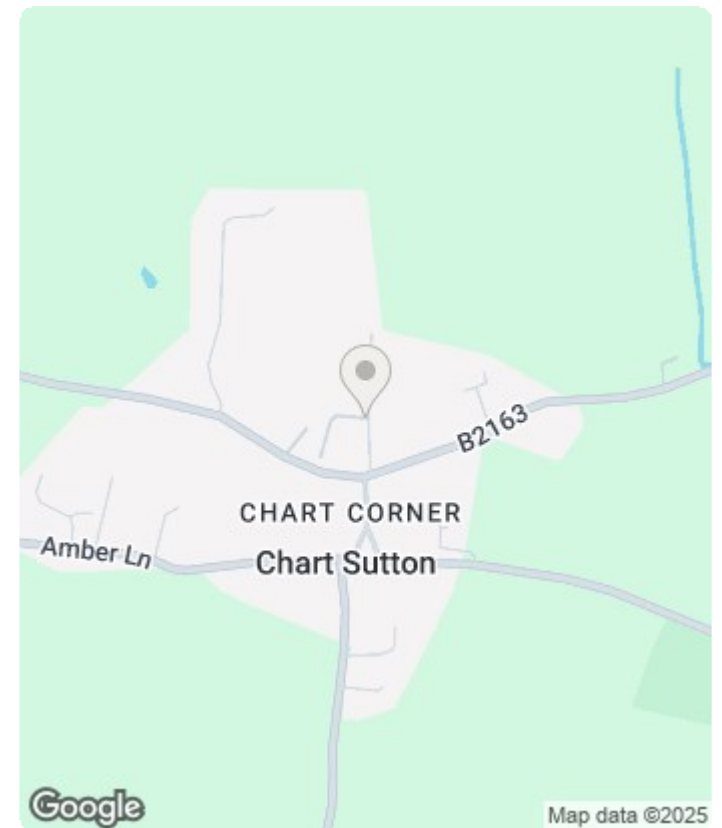 B2163
CHART CORNER
Amber Ln
Chart Sutton
Google
Map data ©2025